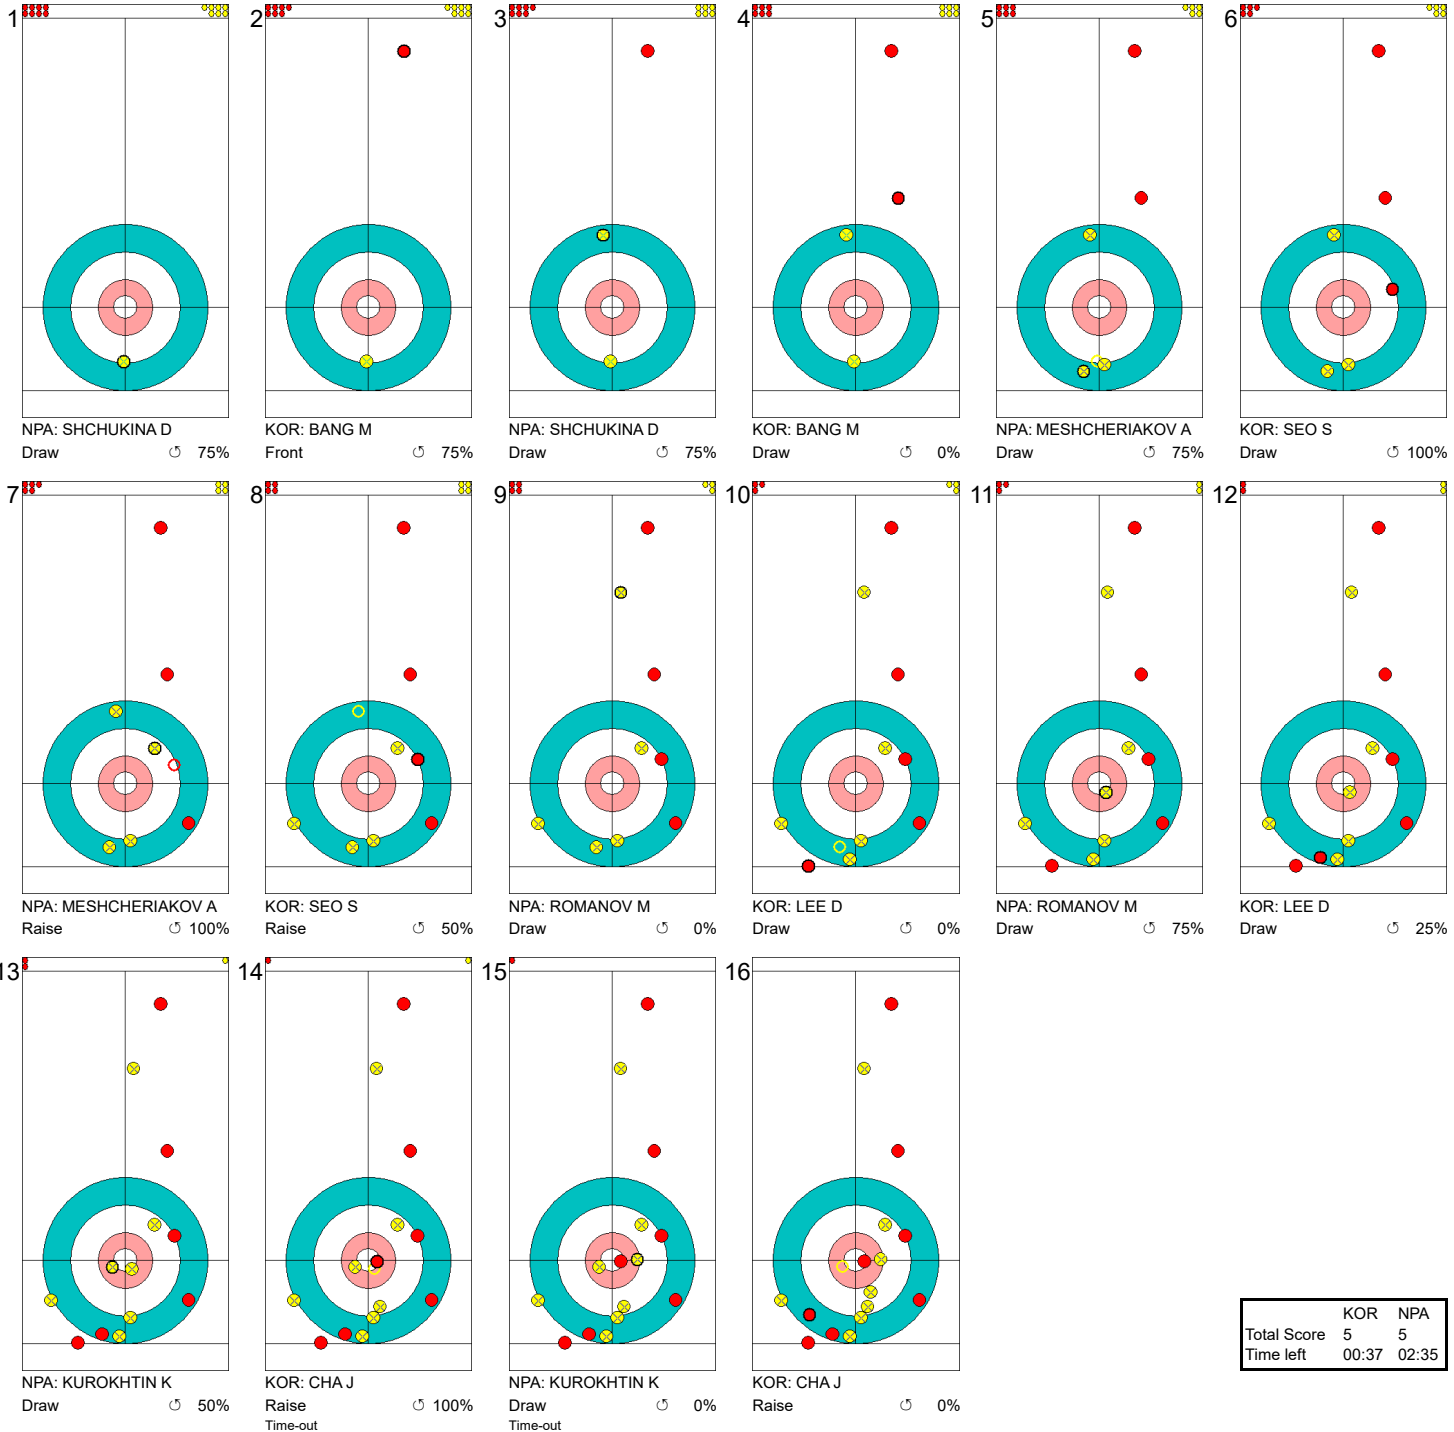 1 2 3 4 5 6
NPA: SHCHUKINA D KOR: BANG M NPA: SHCHUKINA D KOR: BANG M NPA: MESHCHERIAKOV A KOR: SEO S
Draw ↺ 75% Front ↺ 75% Draw ↺ 75% Draw ↺ 0% Draw ↺ 75% Draw ↺ 100%
7 8 9 10 11 12
NPA: MESHCHERIAKOV A KOR: SEO S NPA: ROMANOV M KOR: LEE D NPA: ROMANOV M KOR: LEE D
Raise ↺ 100% Raise ↺ 50% Draw ↺ 0% Draw ↺ 0% Draw ↺ 75% Draw ↺ 25%
13 14 15 16
NPA: KUROKHTIN K KOR: CHA J NPA: KUROKHTIN K KOR: CHA J
Draw ↺ 50% Raise ↺ 100% Draw ↺ 0% Raise ↺ 0%
Time-out Time-out
KOR NPA
Total Score 5 5
Time left 00:37 02:35